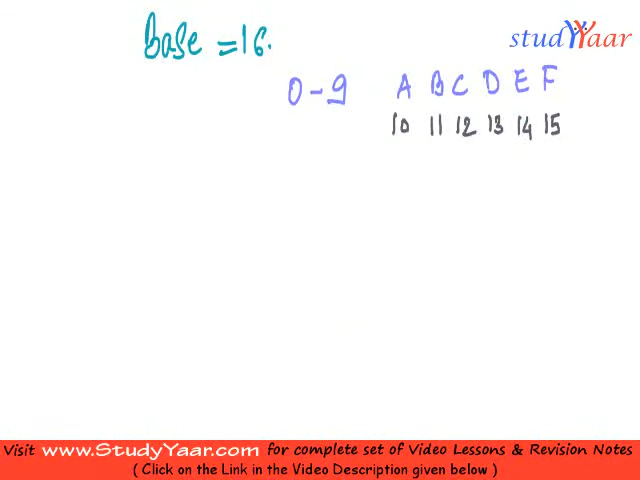 Base = 16.
studYYaar
0 - 9 A B C D E F
10 11 12 13 14 15
Visit www.StudyYaar.com for complete set of Video Lessons & Revision Notes
( Click on the Link in the Video Description given below )